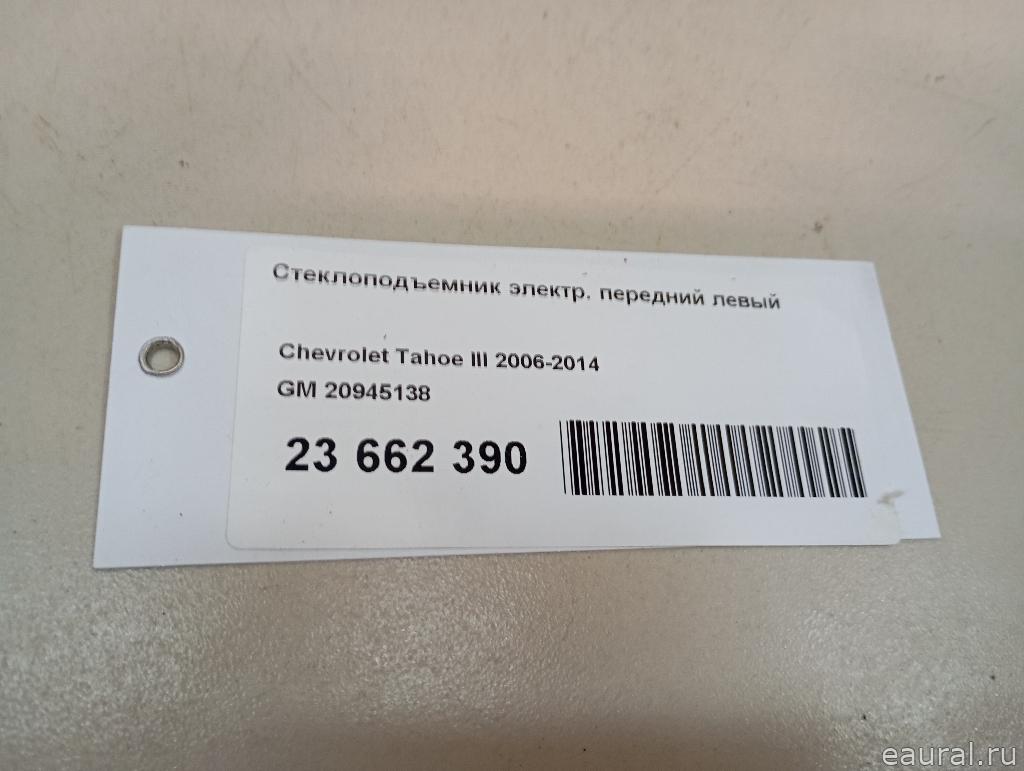 Стеклоподъемник электр. передний левый
Chevrolet Tahoe III 2006-2014
GM 20945138
23 662 390
eaural.ru